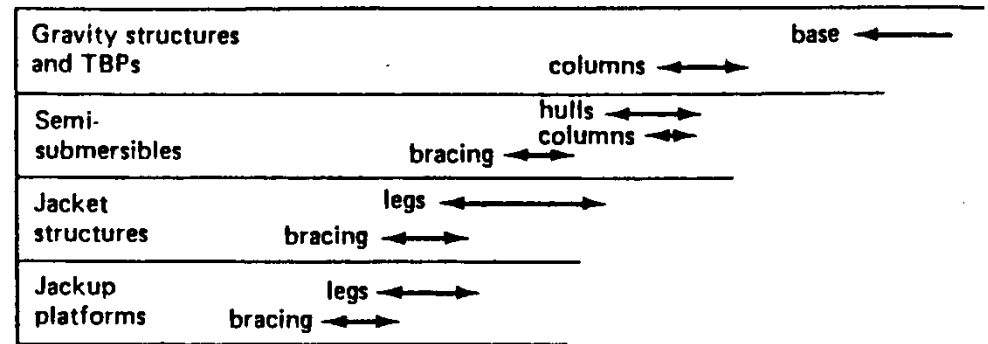 Gravity structures
and TBPs
base
columns
Semi-
submersibles
hulls
columns
bracing
Jacket
structures
legs
bracing
Jackup
platforms
legs
bracing